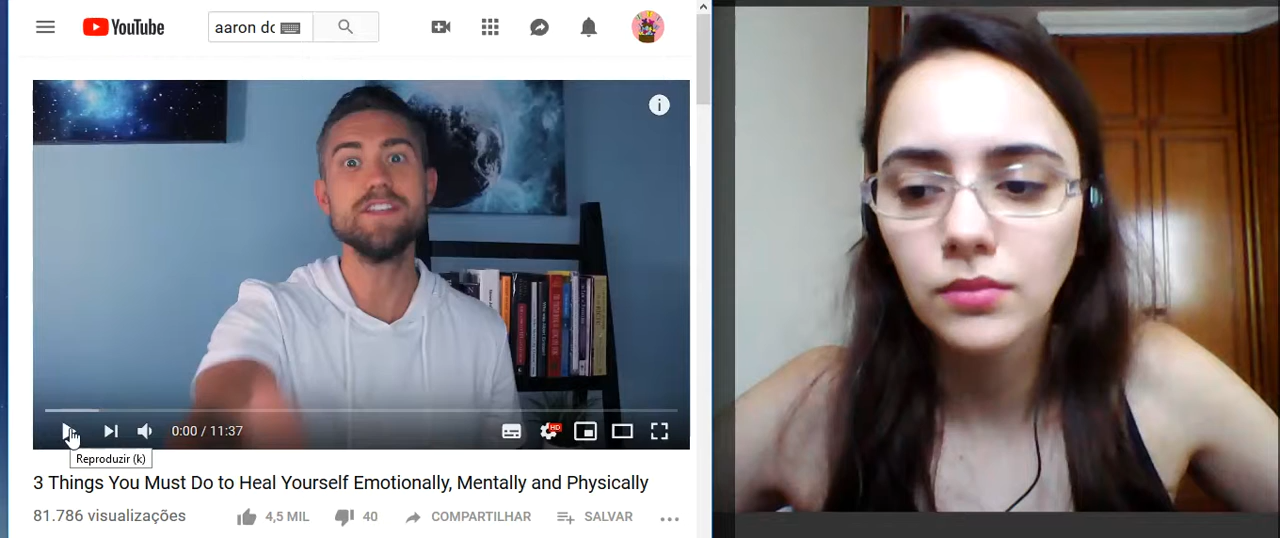 YouTube
aaron dc
HD
0:00 / 11:37
Reproduzir (k)
3 Things You Must Do to Heal Yourself Emotionally, Mentally and Physically
81.786 visualizações 4,5 MIL 40 COMPARTILHAR SALVAR